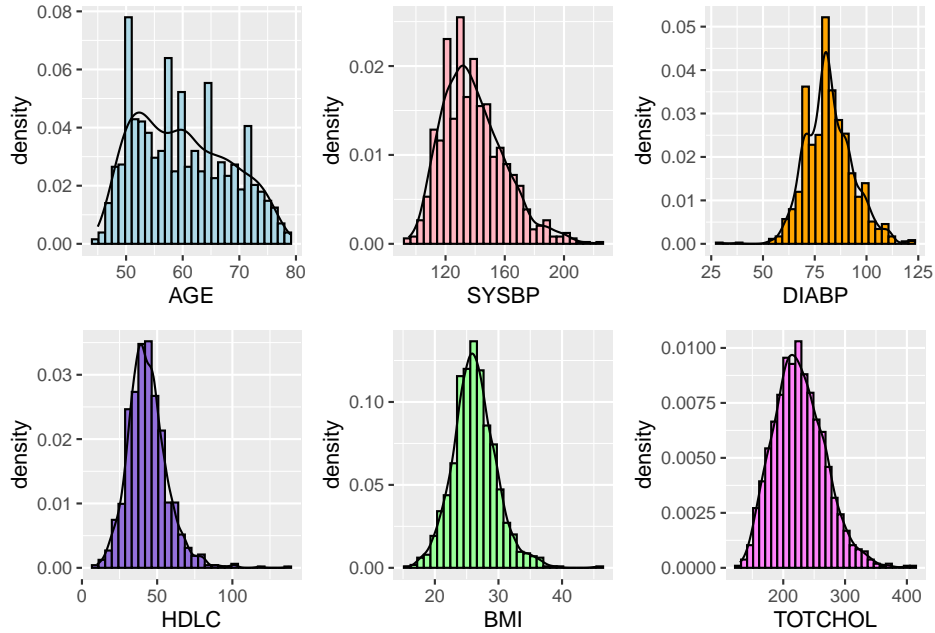 density
0.08
0.06
0.04
0.02
0.00
50 60 70 80
AGE
density
0.02
0.01
0.00
120 160 200
SYSBP
density
0.05
0.04
0.03
0.02
0.01
0.00
25 50 75 100 125
DIABP
density
0.03
0.02
0.01
0.00
0 50 100
HDLC
density
0.10
0.05
0.00
20 30 40
BMI
density
0.0100
0.0075
0.0050
0.0025
0.0000
200 300 400
TOTCHOL